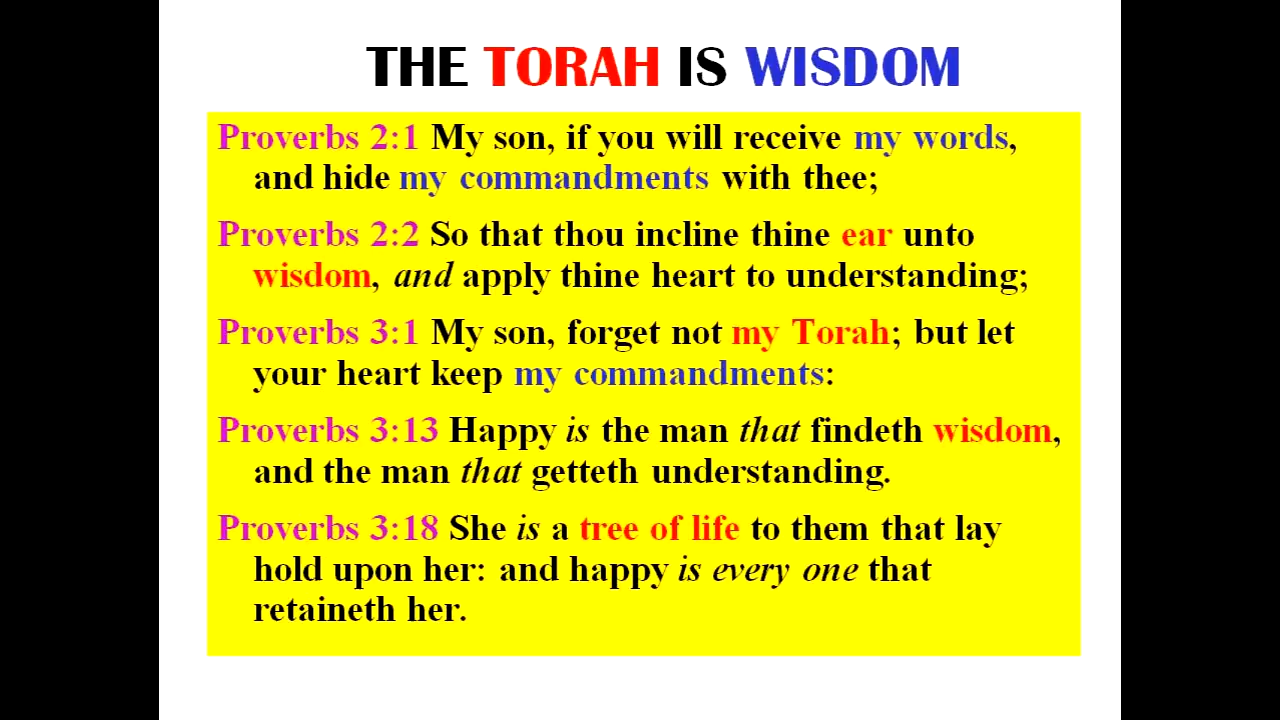 THE TORAH IS WISDOM
Proverbs 2:1 My son, if you will receive my words,
and hide my commandments with thee;
Proverbs 2:2 So that thou incline thine ear unto
wisdom, and apply thine heart to understanding;
Proverbs 3:1 My son, forget not my Torah; but let
your heart keep my commandments:
Proverbs 3:13 Happy is the man that findeth wisdom,
and the man that getteth understanding.
Proverbs 3:18 She is a tree of life to them that lay
hold upon her: and happy is every one that
retaineth her.